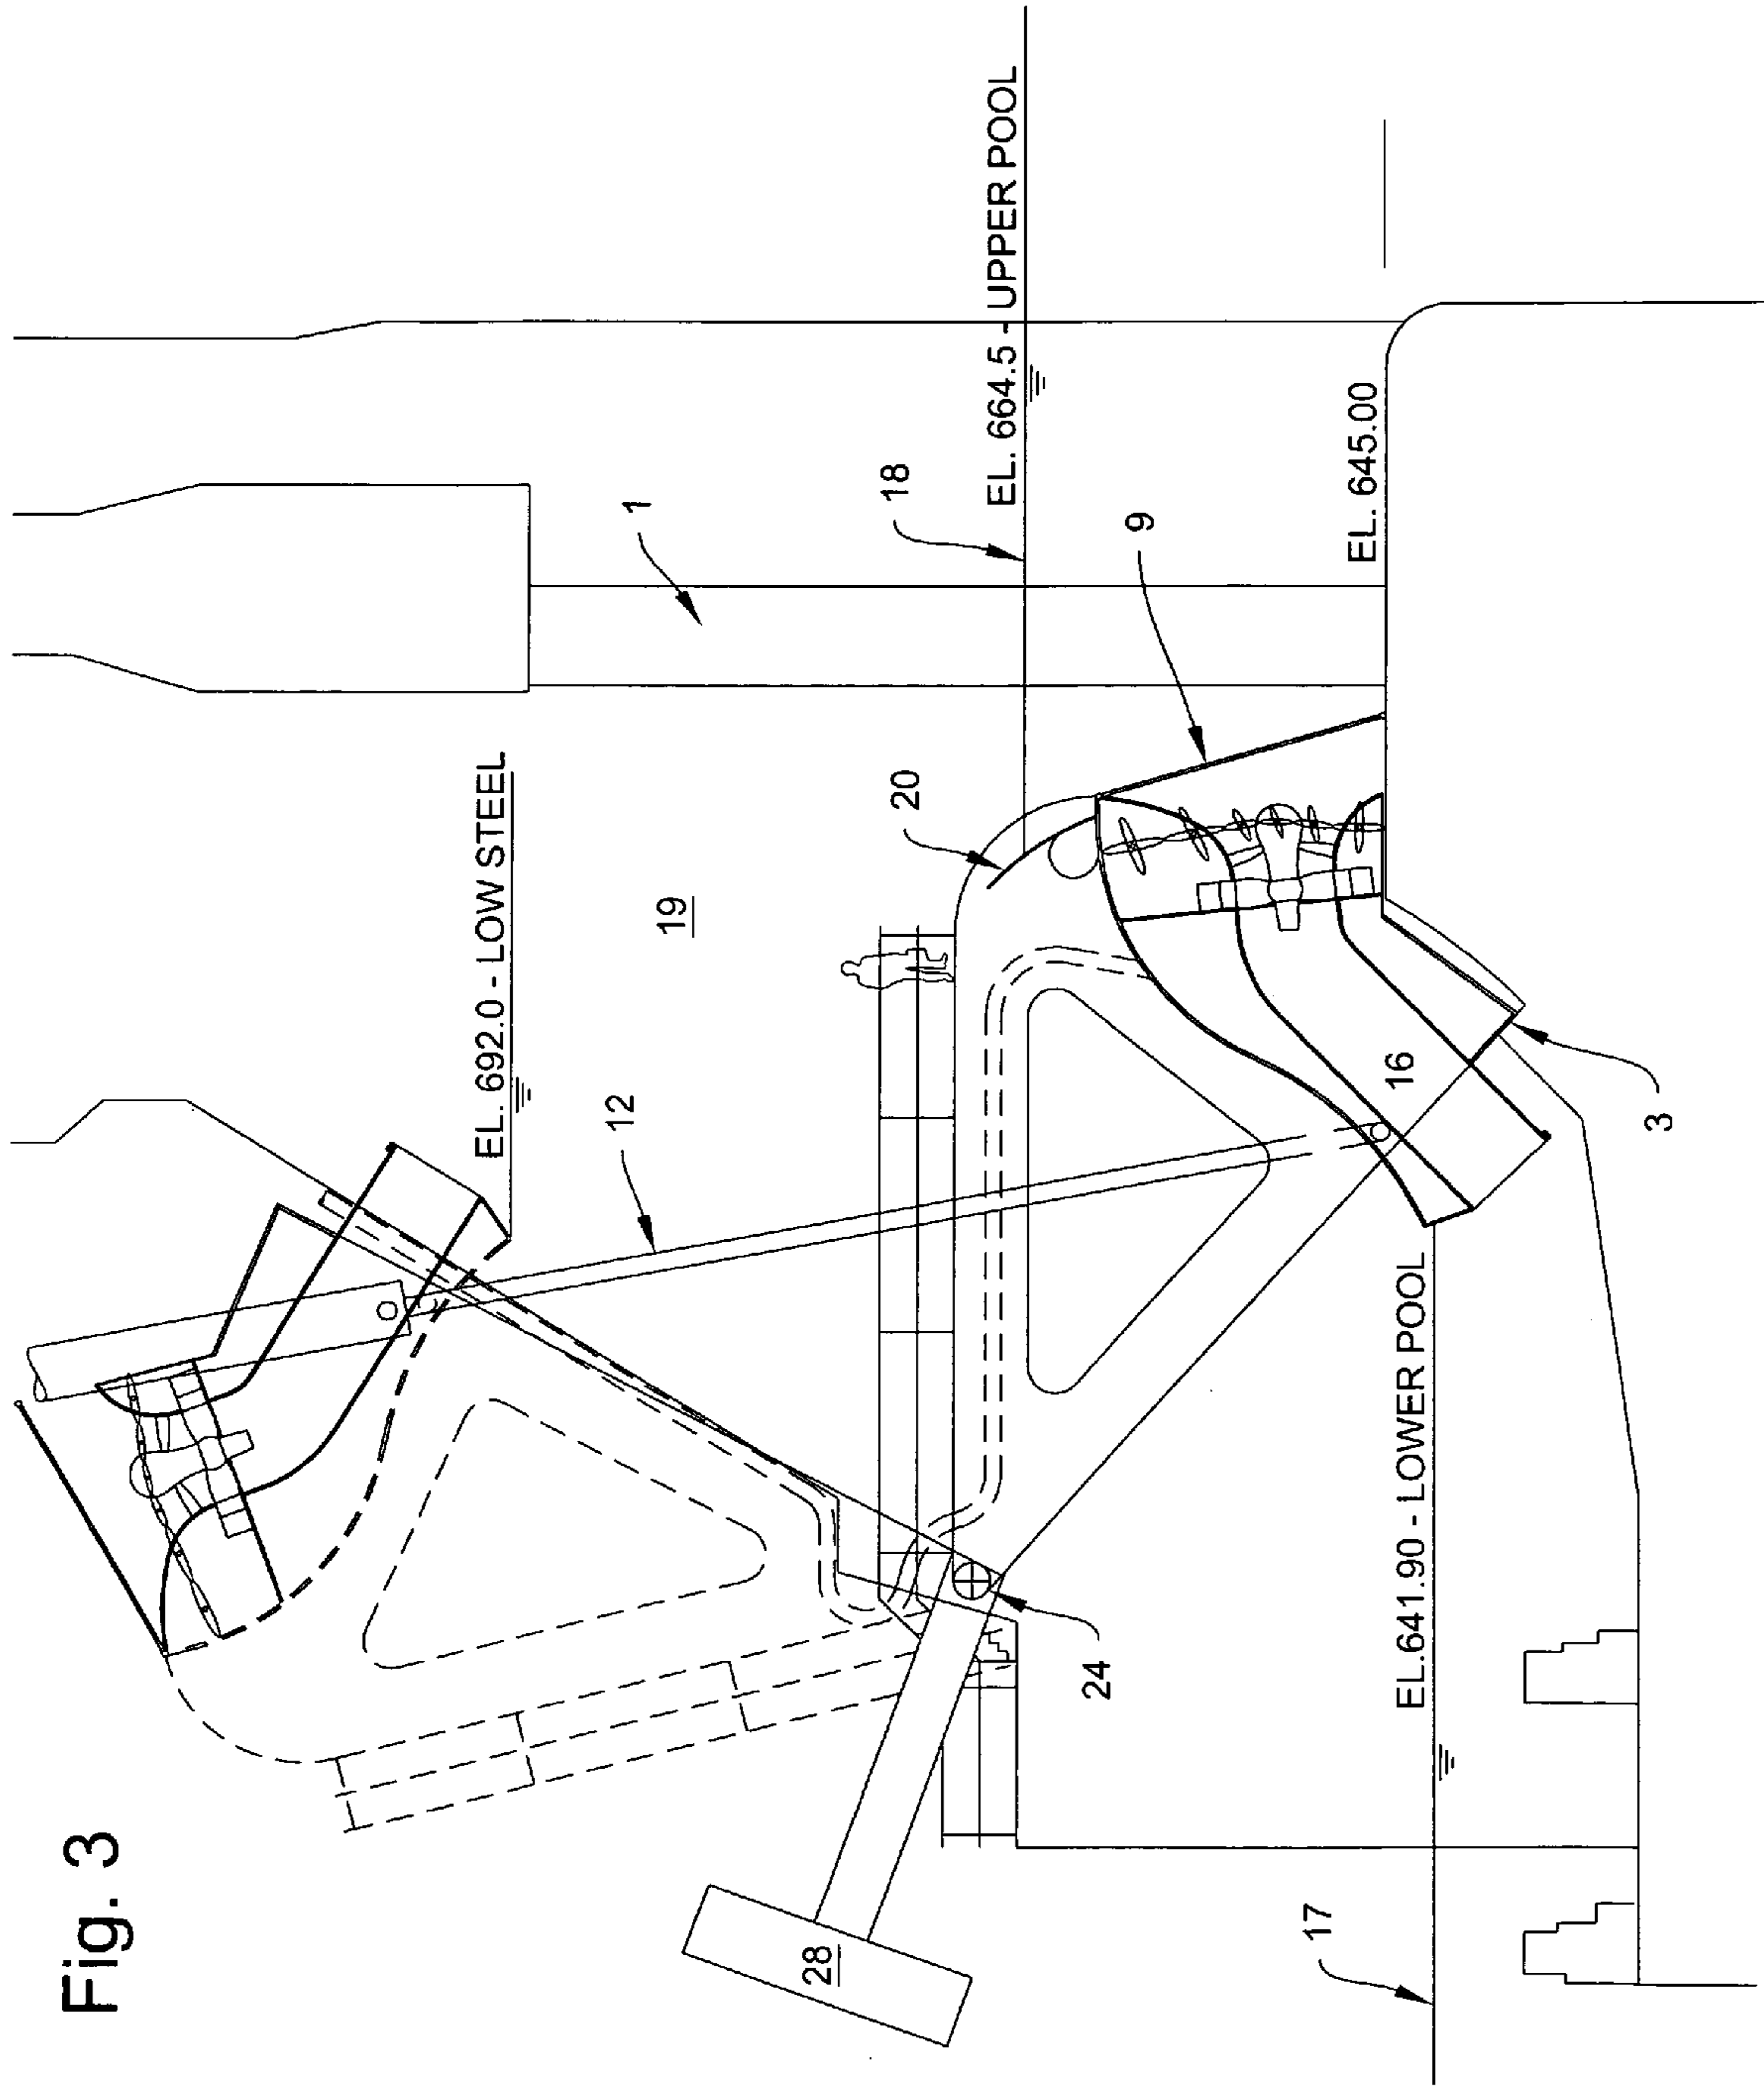 Fig. 3
EL. 692.0 - LOW STEEL
12
19
1
20
18
EL. 664.5 - UPPER POOL
9
EL. 645.00
16
3
24
EL.641.90 - LOWER POOL
28
17